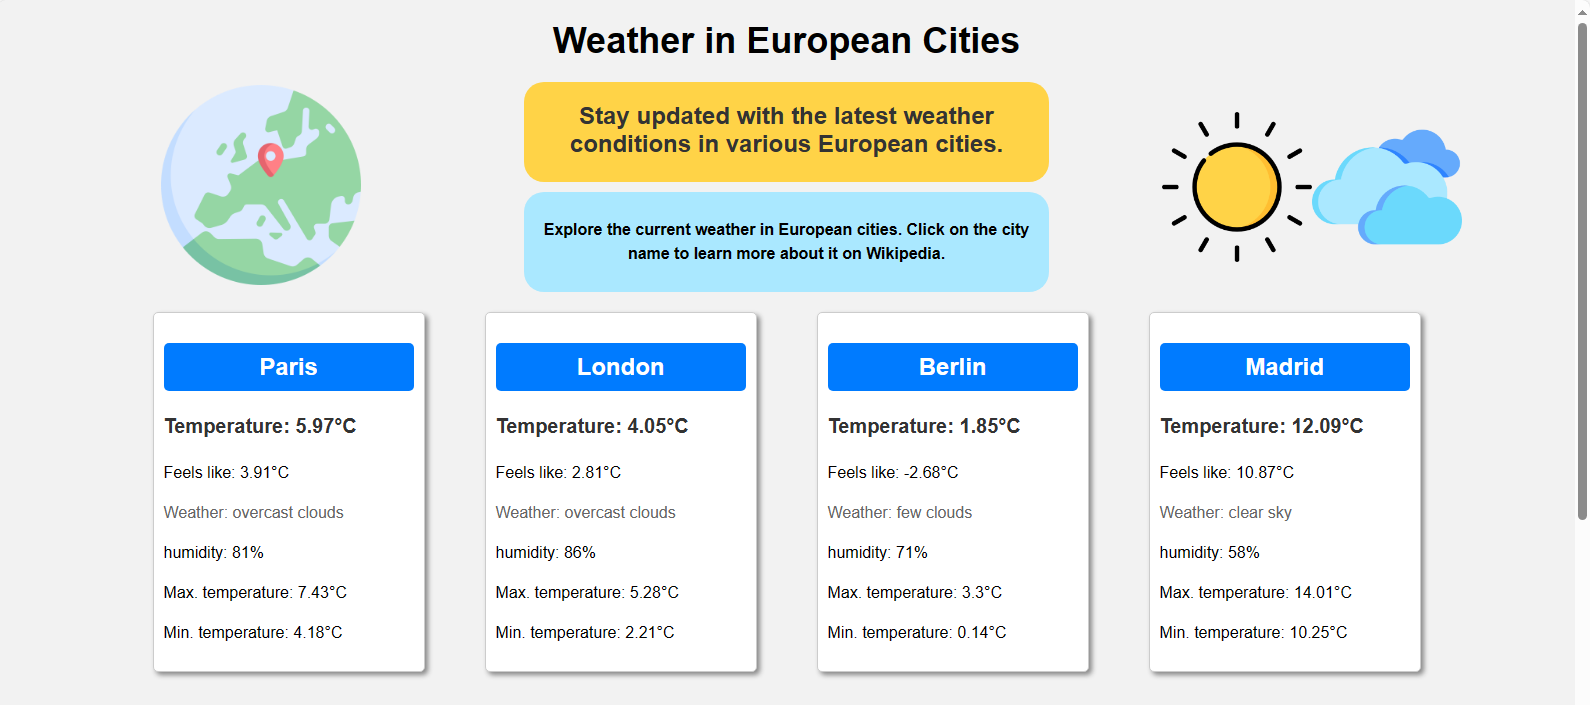 Weather in European Cities
Stay updated with the latest weather
conditions in various European cities.
Explore the current weather in European cities. Click on the city
name to learn more about it on Wikipedia.
Paris
Temperature: 5.97°C
Feels like: 3.91°C
Weather: overcast clouds
humidity: 81%
Max. temperature: 7.43°C
Min. temperature: 4.18°C
London
Temperature: 4.05°C
Feels like: 2.81°C
Weather: overcast clouds
humidity: 86%
Max. temperature: 5.28°C
Min. temperature: 2.21°C
Berlin
Temperature: 1.85°C
Feels like: -2.68°C
Weather: few clouds
humidity: 71%
Max. temperature: 3.3°C
Min. temperature: 0.14°C
Madrid
Temperature: 12.09°C
Feels like: 10.87°C
Weather: clear sky
humidity: 58%
Max. temperature: 14.01°C
Min. temperature: 10.25°C